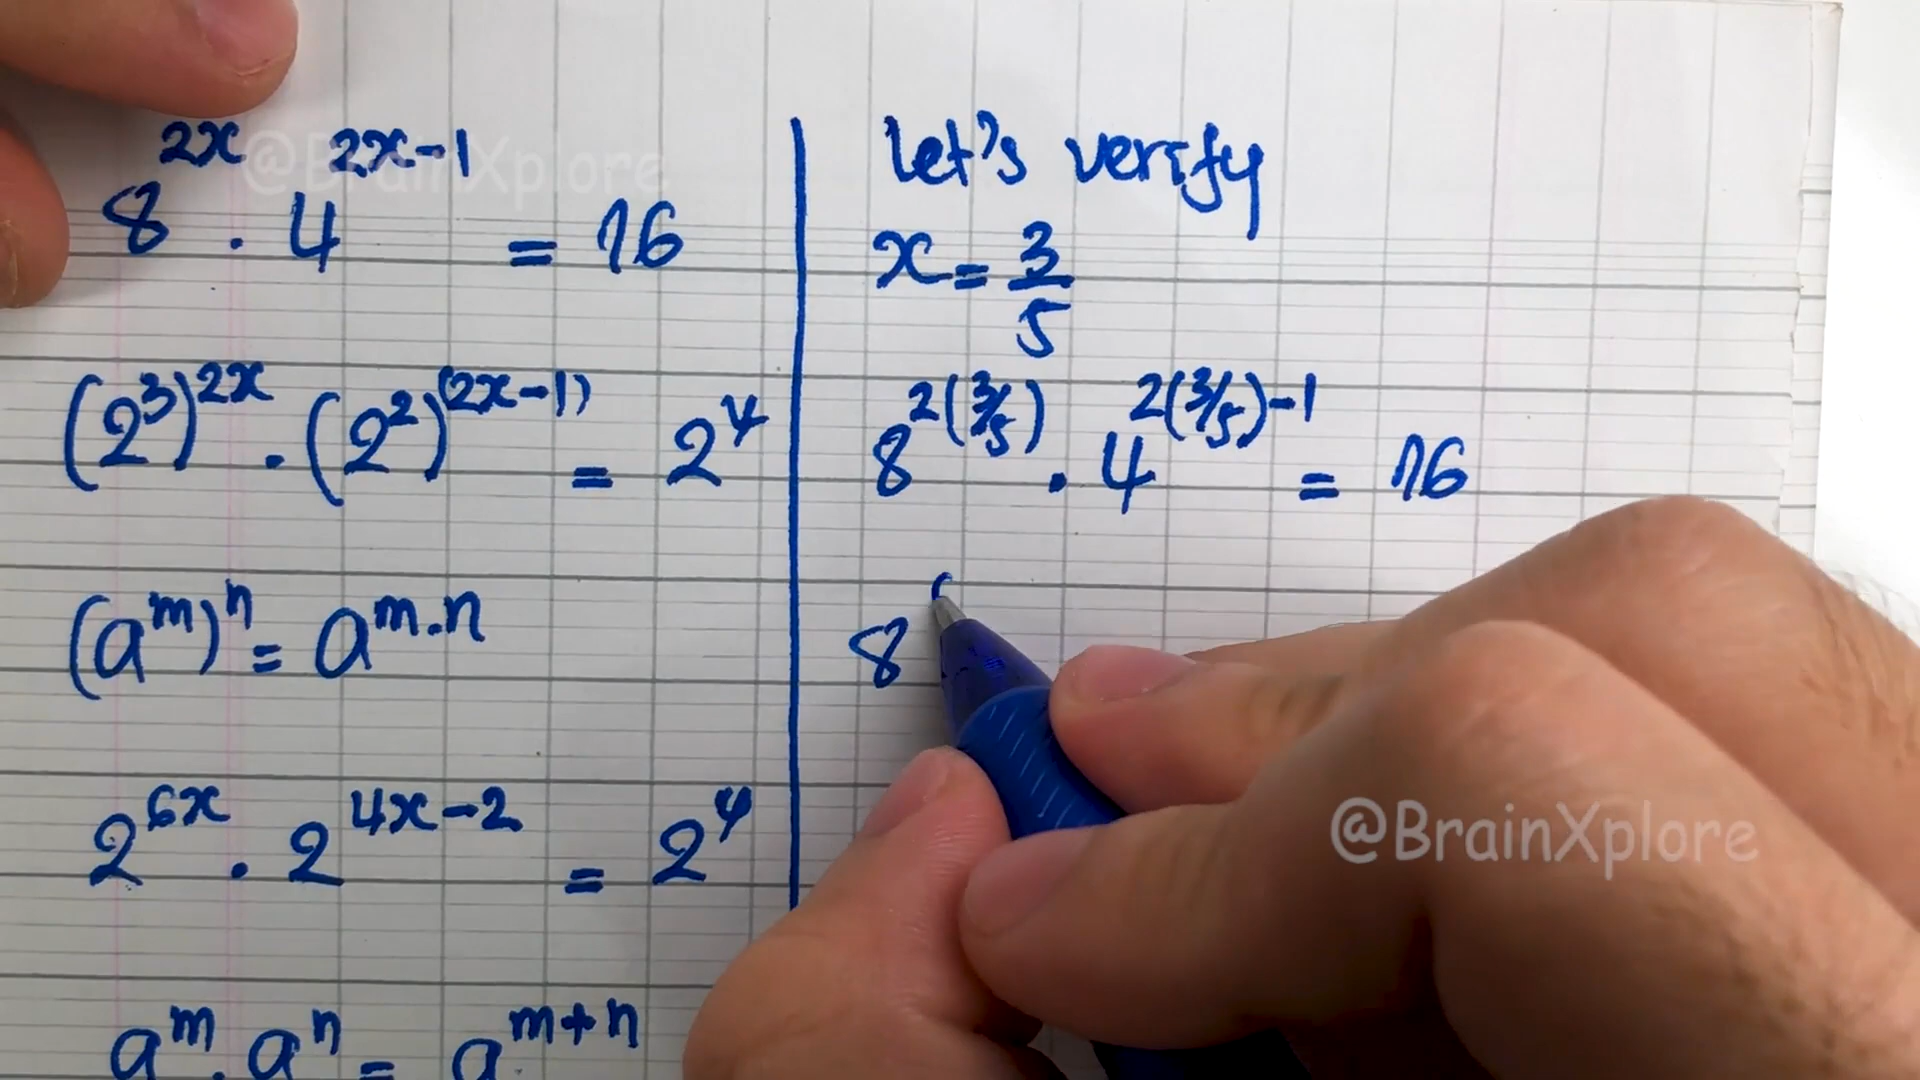 8^{2x} · 4^{2x-1} = 16
(2^3)^{2x} · (2^2)^{(2x-1)} = 2^4
(a^m)^n = a^{m·n}
2^{6x} · 2^{4x-2} = 2^4
a^m · a^n = a^{m+n}
let's verify
x = 3/5
8^{2(3/5)} · 4^{2(3/5)-1} = 16
8
@BrainXplore
@BrainXplore